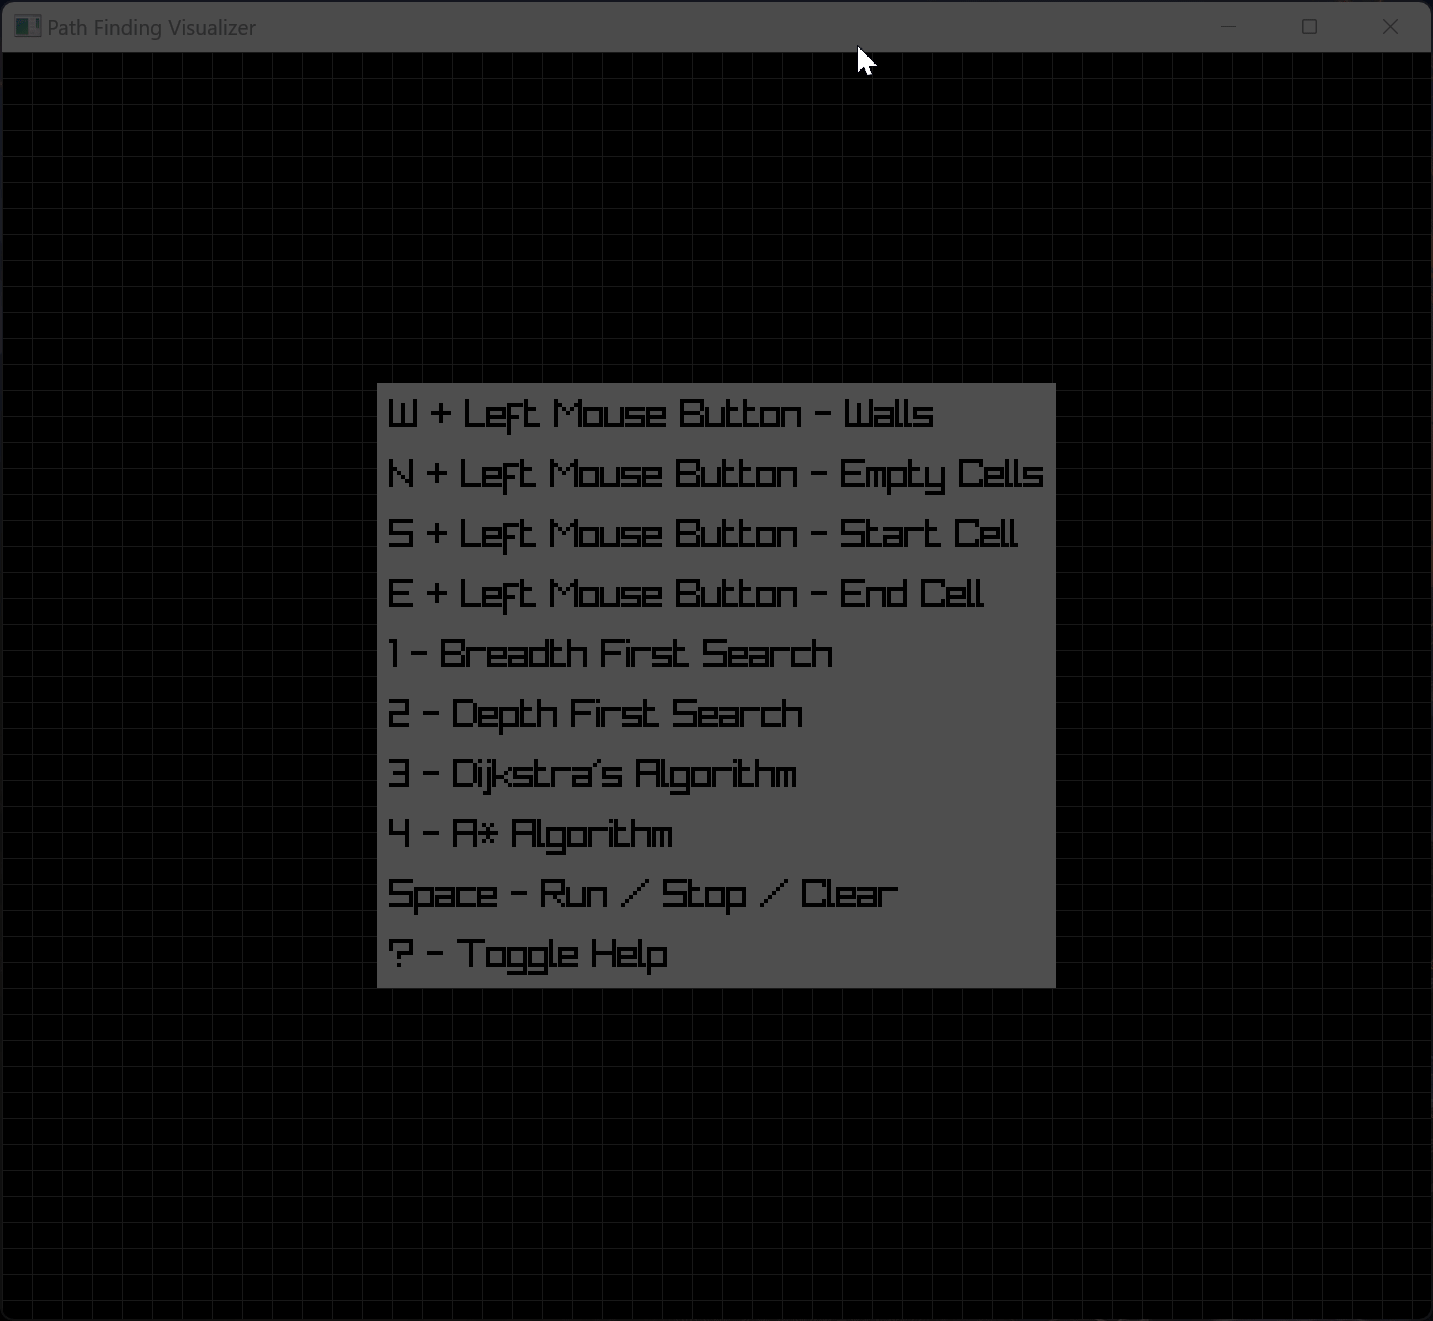 Path Finding Visualizer
W + Left Mouse Button - Walls
N + Left Mouse Button - Empty Cells
S + Left Mouse Button - Start Cell
E + Left Mouse Button - End Cell
1 - Breadth First Search
2 - Depth First Search
3 - Dijkstra's Algorithm
4 - A* Algorithm
Space - Run / Stop / Clear
? - Toggle Help